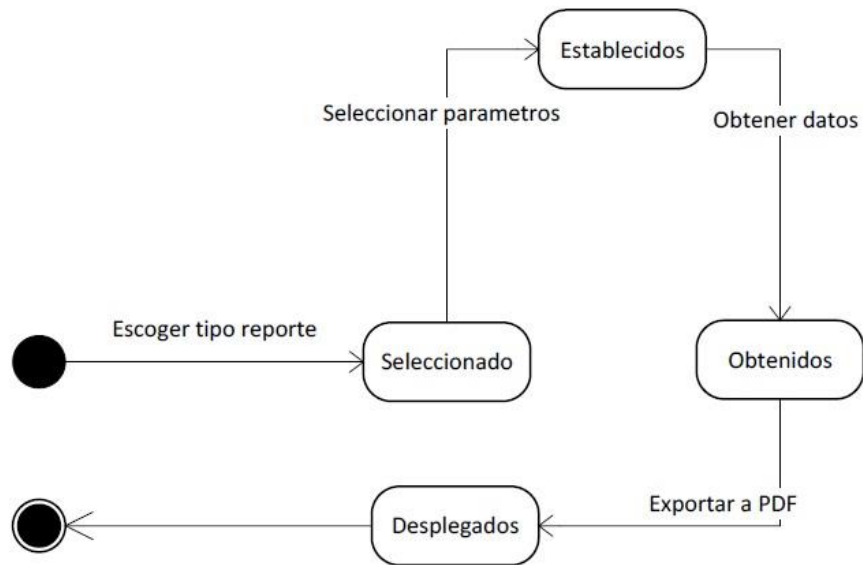 Establecidos
Seleccionar parametros
Obtener datos
Escoger tipo reporte
Seleccionado
Obtenidos
Exportar a PDF
Desplegados